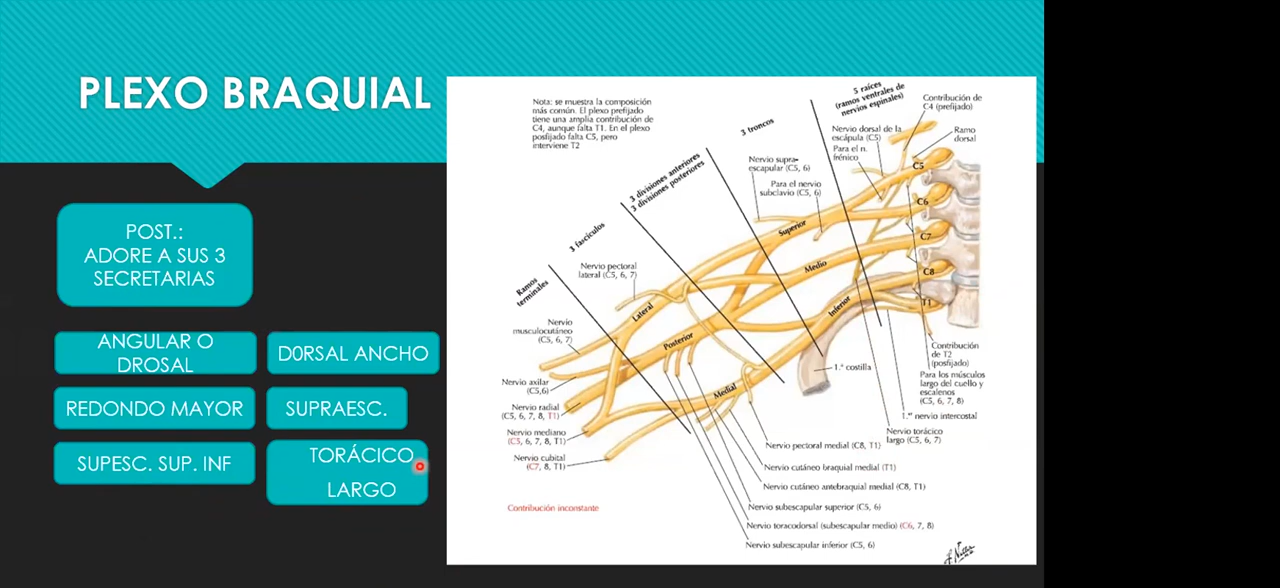 PLEXO BRAQUIAL
POST.:
ADORE A SUS 3
SECRETARIAS
ANGULAR O
DROSAL
D0RSAL ANCHO
REDONDO MAYOR
SUPRAESC.
SUPESC. SUP. INF
TORÁCICO
LARGO
Nota: se muestra la composición
más común. El plexo prefijado
tiene una amplia contribución de
C4, aunque falta T1. En el plexo
posfijado falta C5, pero
interviene T2
5 raíces
(ramos ventrales de
nervios espinales)
3 troncos
3 divisiones anteriores
3 divisiones posteriores
3 fascículos
Ramos
terminales
Contribución de
C4 (prefijado)
Nervio dorsal de la
escápula (C5)
Ramo
dorsal
Para el n.
frénico
Nervio supra-
escapular (C5, 6)
Para el nervio
subclavio (C5, 6)
C5
C6
C7
C8
T1
Superior
Medio
Inferior
Nervio pectoral
lateral (C5, 6, 7)
Lateral
Posterior
Medial
Nervio
musculocutáneo
(C5, 6, 7)
Nervio axilar
(C5,6)
Nervio radial
(C5, 6, 7, 8, T1)
Nervio mediano
(C5, 6, 7, 8, T1)
Nervio cubital
(C7, 8, T1)
1.ª costilla
Contribución
de T2
(posfijado)
Para los músculos
largo del cuello y
escalenos
(C5, 6, 7, 8)
1.er nervio intercostal
Nervio torácico
largo (C5, 6, 7)
Nervio pectoral medial (C8, T1)
Nervio cutáneo braquial medial (T1)
Nervio cutáneo antebraquial medial (C8, T1)
Nervio subescapular superior (C5, 6)
Nervio toracodorsal (subescapular medio) (C6, 7, 8)
Nervio subescapular inferior (C5, 6)
Contribución inconstante